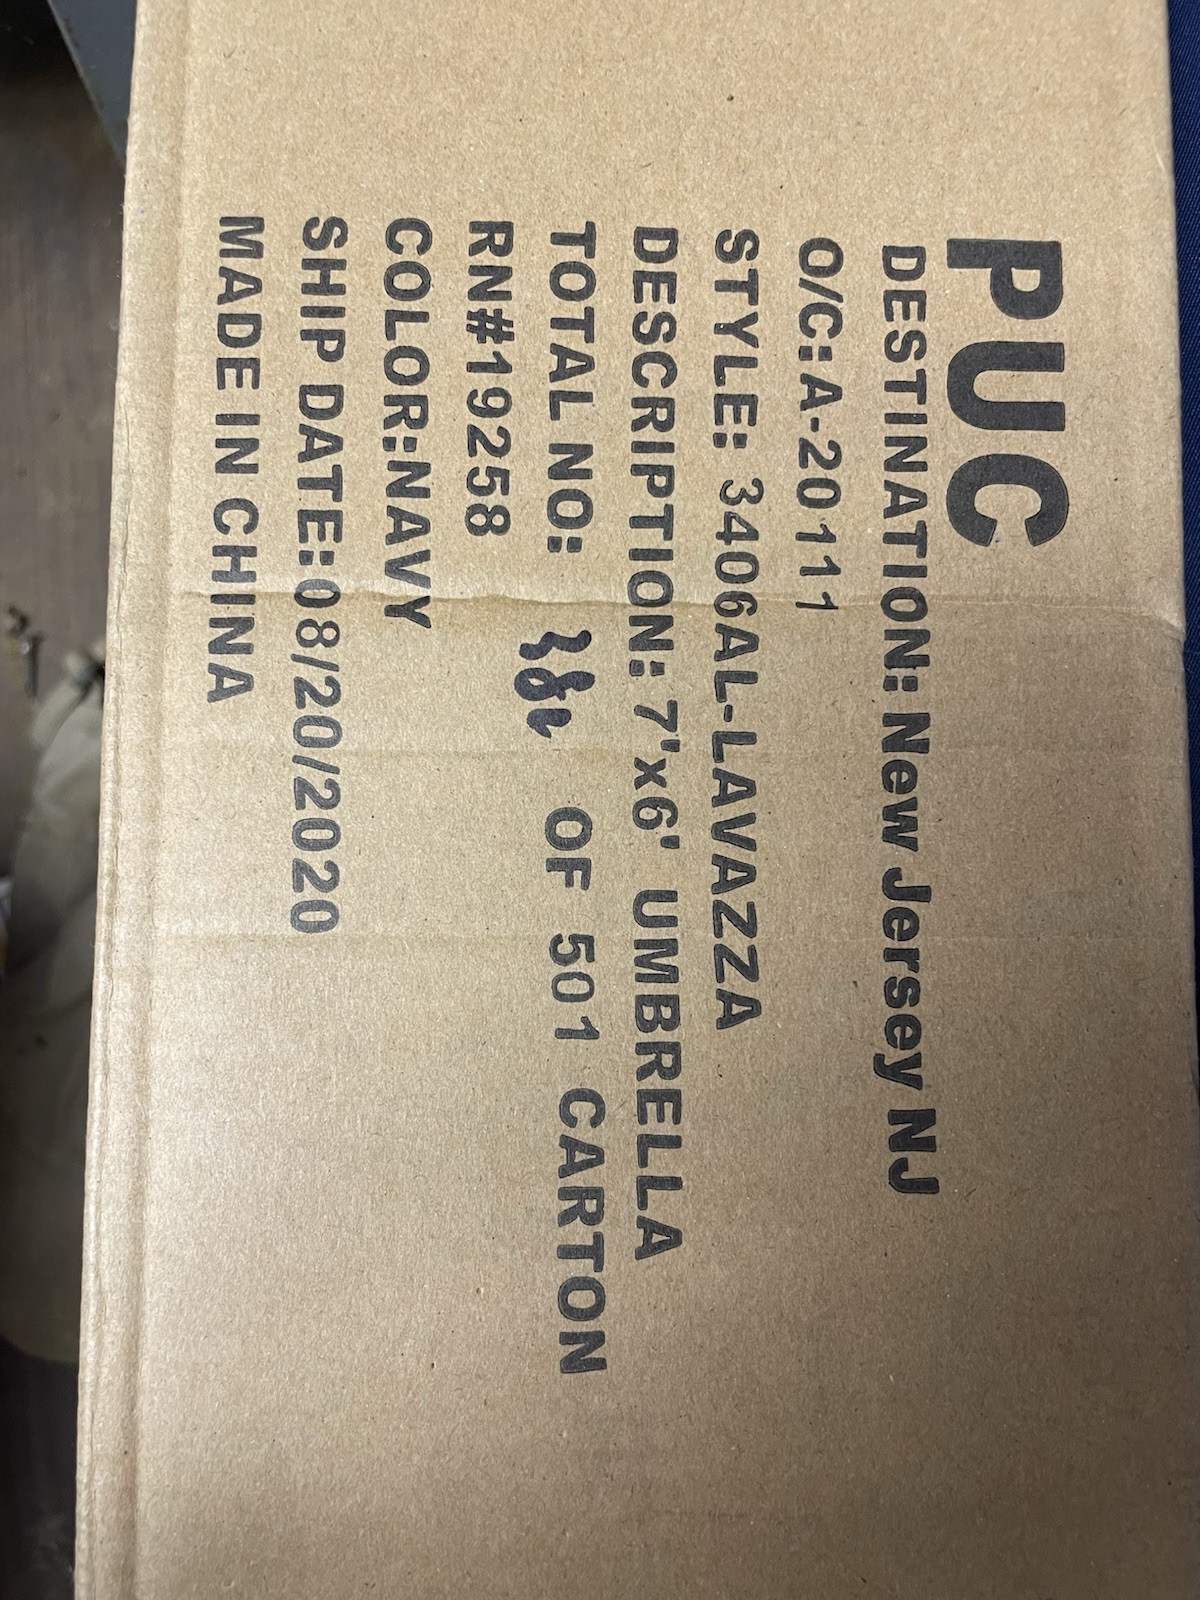 PUC
DESTINATION: New Jersey NJ
O/C: A-20111
STYLE: 3406AL-LAVAZZA
DESCRIPTION: 7'x6' UMBRELLA
TOTAL NO: OF 501 CARTON
RN#19258
COLOR:NAVY
SHIP DATE:08/20/2020
MADE IN CHINA